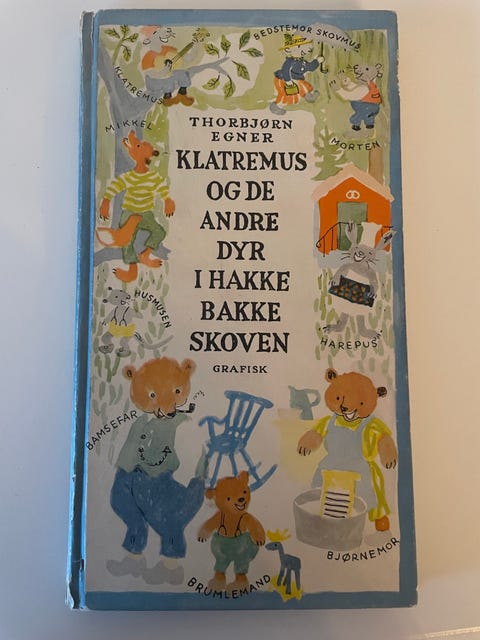 BEDSTEMOR SKOVMUS
KLATREMUS
MIKKEL
MORTEN
THORBJØRN
EGNER
KLATREMUS
OG DE
ANDRE
DYR
I HAKKE
BAKKE
SKOVEN
GRAFISK
HUSMUSEN
HAREPUS
BAMSEFAR
BRUMLEMAND
BJØRNEMOR